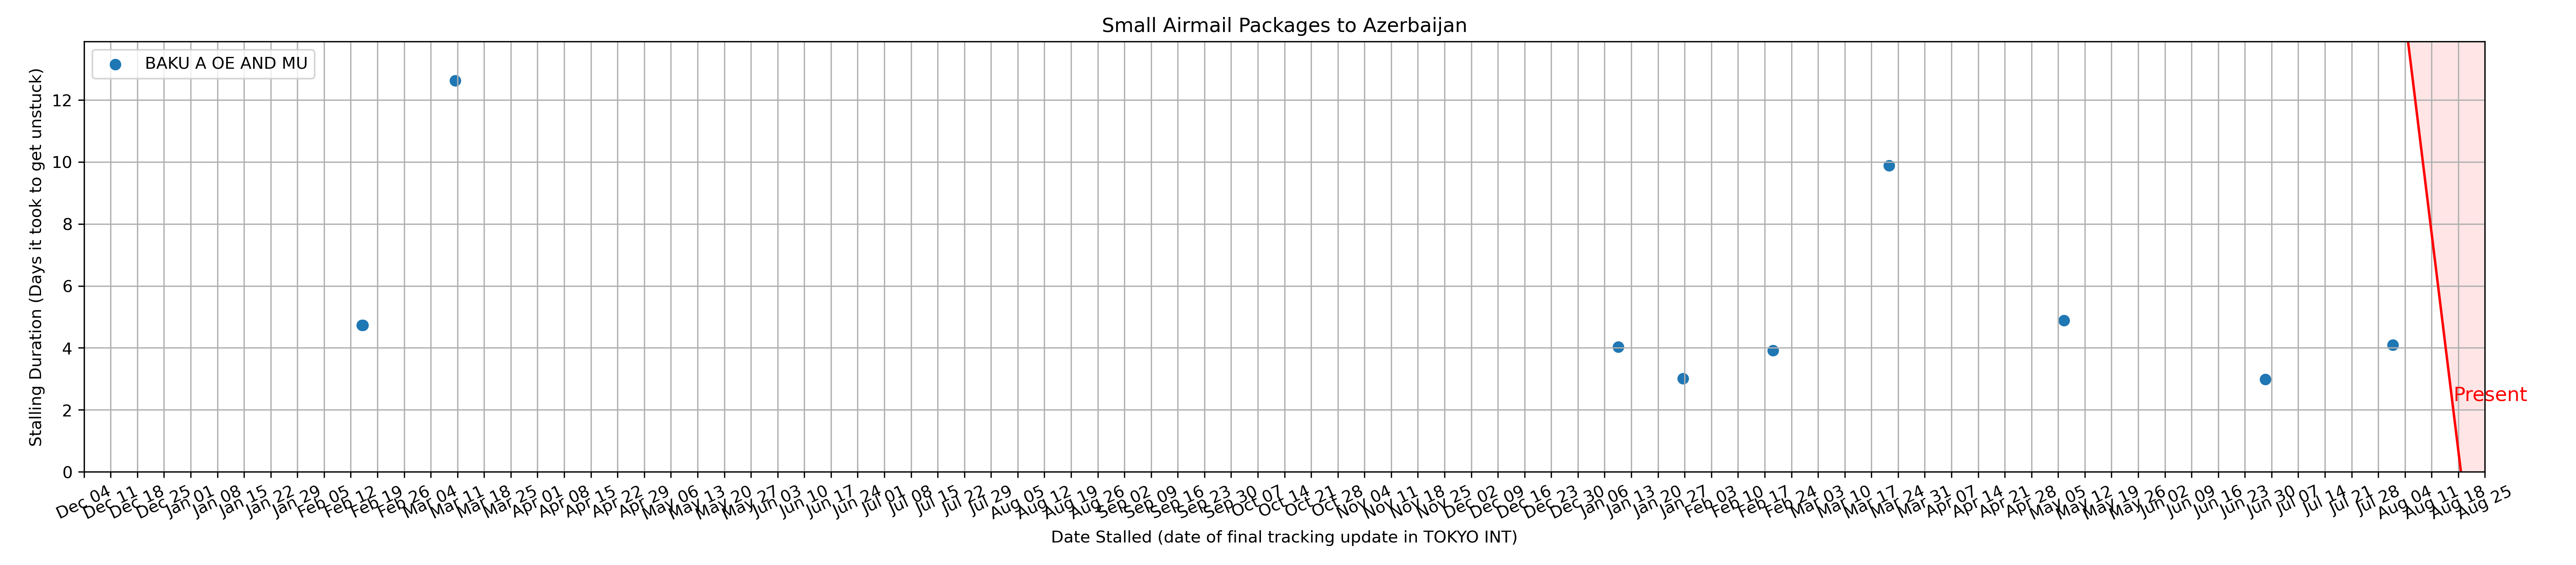 Small Airmail Packages to Azerbaijan
BAKU A OE AND MU
Stalling Duration (Days it took to get unstuck)
12
10
8
6
4
2
0
Present
Dec 04
Dec 11
Dec 18
Dec 25
Jan 01
Jan 08
Jan 15
Jan 22
Jan 29
Feb 05
Feb 12
Feb 19
Feb 26
Mar 04
Mar 11
Mar 18
Mar 25
Apr 01
Apr 08
Apr 15
Apr 22
Apr 29
May 06
May 13
May 20
May 27
Jun 03
Jun 10
Jun 17
Jun 24
Jul 01
Jul 08
Jul 15
Jul 22
Jul 29
Aug 05
Aug 12
Aug 19
Aug 26
Sep 02
Sep 09
Sep 16
Sep 23
Sep 30
Oct 07
Oct 14
Oct 21
Oct 28
Nov 04
Nov 11
Nov 18
Nov 25
Dec 02
Dec 09
Dec 16
Dec 23
Dec 30
Jan 06
Jan 13
Jan 20
Jan 27
Feb 03
Feb 10
Feb 17
Feb 24
Mar 03
Mar 10
Mar 17
Mar 24
Mar 31
Apr 07
Apr 14
Apr 21
Apr 28
May 05
May 12
May 19
May 26
Jun 02
Jun 09
Jun 16
Jun 23
Jun 30
Jul 07
Jul 14
Jul 21
Jul 28
Aug 04
Aug 11
Aug 18
Aug 25
Date Stalled (date of final tracking update in TOKYO INT)